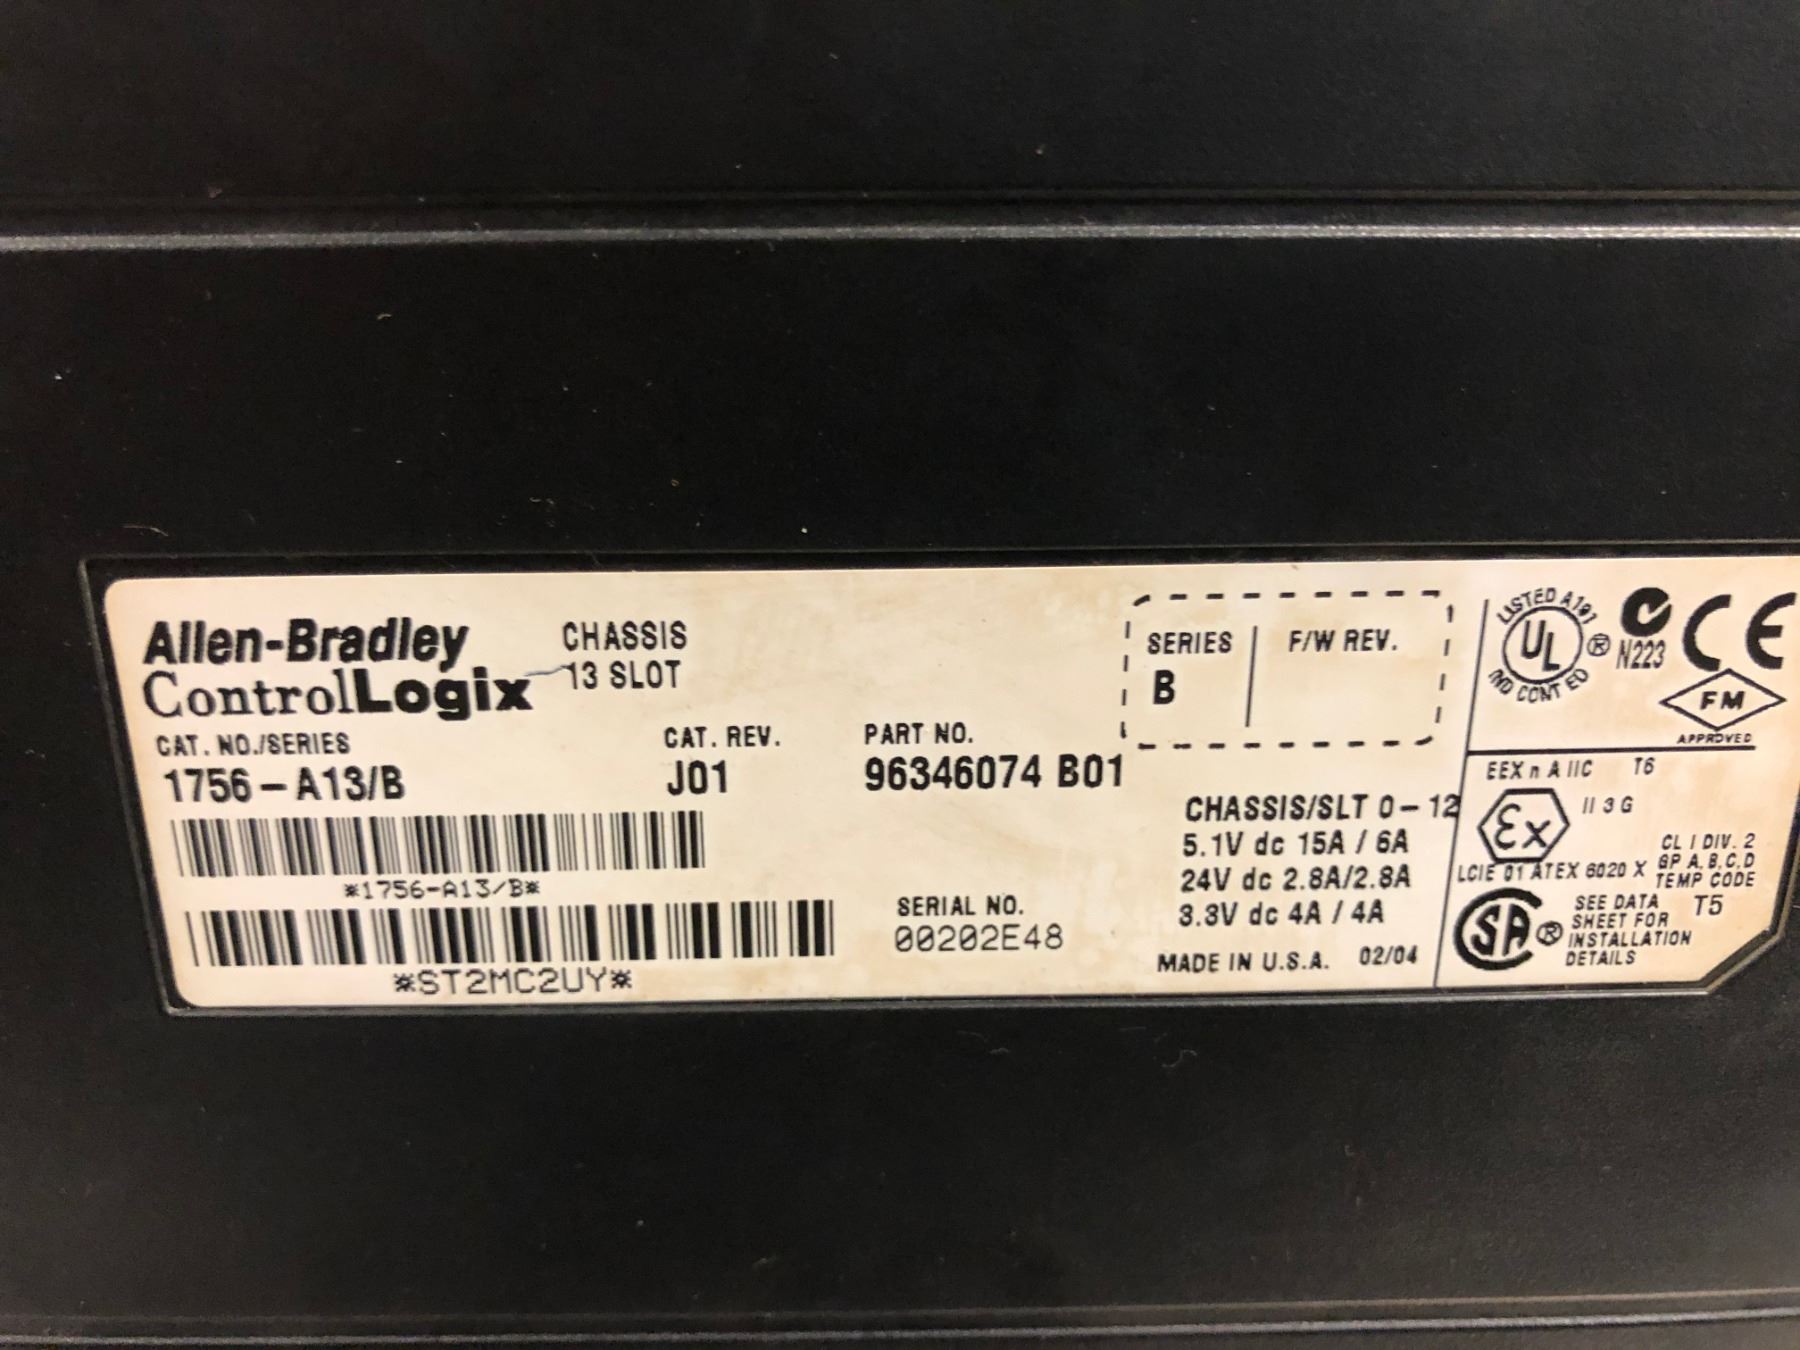 Allen-Bradley
ControlLogix
CHASSIS
13 SLOT
CAT. NO./SERIES
1756-A13/B
CAT. REV.
J01
PART NO.
96346074 B01
*1756-A13/B*
*ST2MC2UY*
SERIAL NO.
00202E48
SERIES
B
F/W REV.
CHASSIS/SLT 0-12
5.1V dc 15A / 6A
24V dc 2.8A/2.8A
3.3V dc 4A / 4A
MADE IN U.S.A. 02/04
LISTED A197
UL ®
IND CONT EQ
N223
CE
FM
APPROVED
EEX n A IIC T6
Ex
II 3 G
LCIE 01 ATEX 6020 X
CL I DIV. 2
GP A,B,C,D
TEMP CODE
T5
SA ®
SEE DATA
SHEET FOR
INSTALLATION
DETAILS